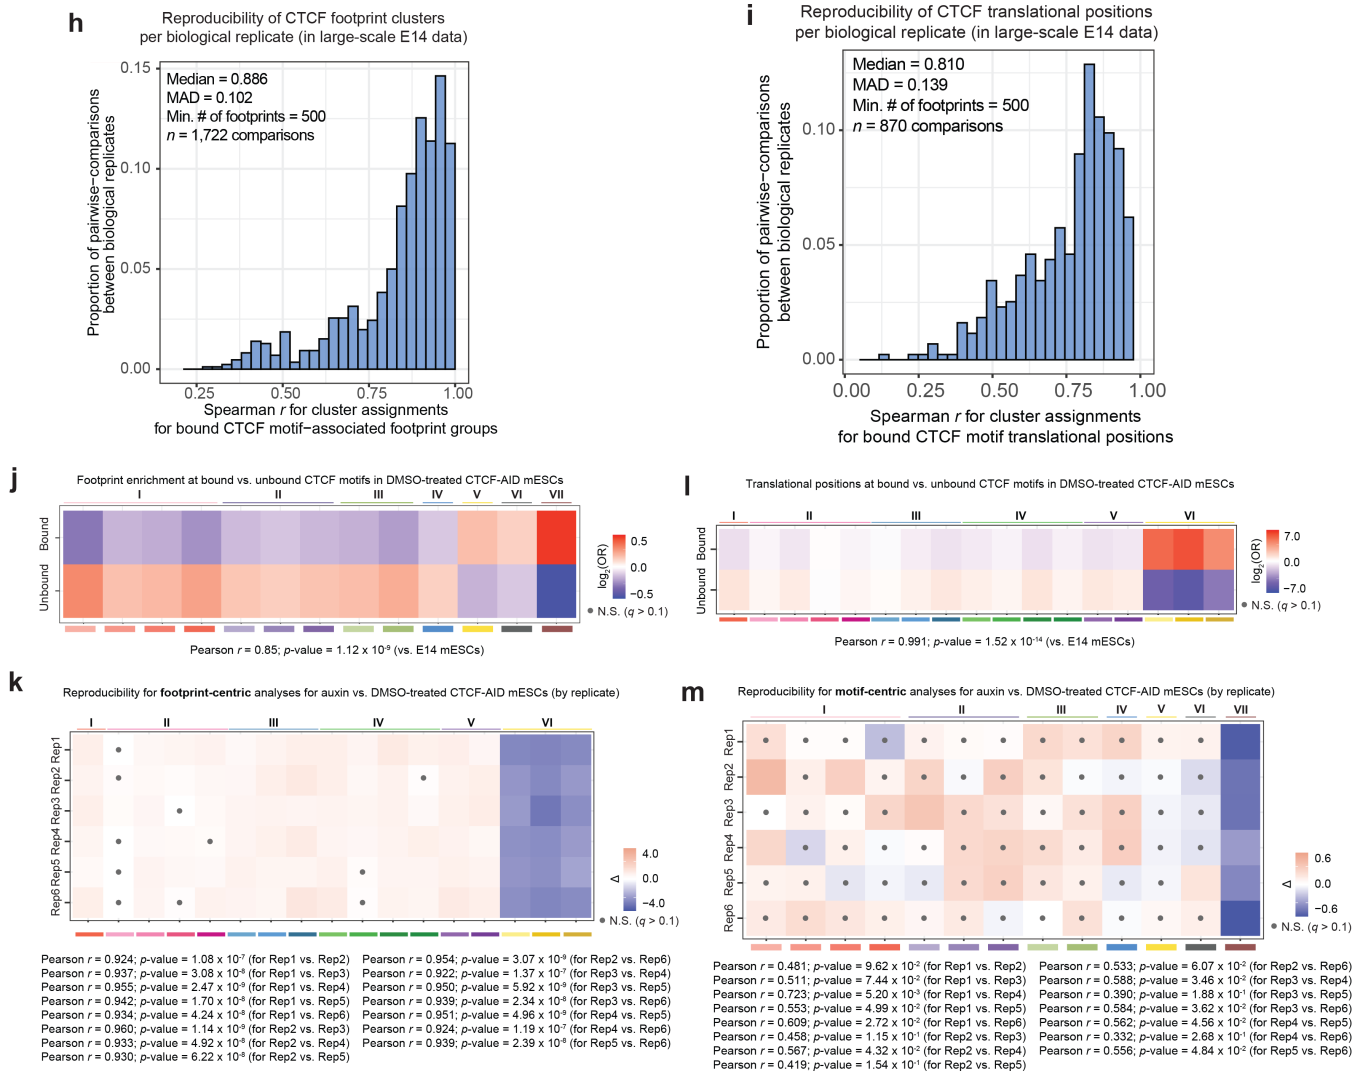 h
Reproducibility of CTCF footprint clusters
per biological replicate (in large-scale E14 data)
Proportion of pairwise−comparisons
between biological replicates
0.15
0.10
0.05
0.00
Median = 0.886
MAD = 0.102
Min. # of footprints = 500
n = 1,722 comparisons
0.25
0.50
0.75
1.00
Spearman r for cluster assignments
for bound CTCF motif−associated footprint groups
i
Reproducibility of CTCF translational positions
per biological replicate (in large-scale E14 data)
Proportion of pairwise−comparisons
between biological replicates
0.10
0.05
0.00
Median = 0.810
MAD = 0.139
Min. # of footprints = 500
n = 870 comparisons
0.00
0.25
0.50
0.75
1.00
Spearman r for cluster assignments
for bound CTCF motif translational positions
j
Footprint enrichment at bound vs. unbound CTCF motifs in DMSO-treated CTCF-AID mESCs
I II III IV V VI VII
Bound
Unbound
log2(OR)
0.5
0.0
−0.5
N.S. (q > 0.1)
Pearson r = 0.85; p-value = 1.12 x 10-9 (vs. E14 mESCs)
l
Translational positions at bound vs. unbound CTCF motifs in DMSO-treated CTCF-AID mESCs
I II III IV V VI
Bound
Unbound
log2(OR)
7.0
0.0
−7.0
N.S. (q > 0.1)
Pearson r = 0.991; p-value = 1.52 x 10-14 (vs. E14 mESCs)
k
Reproducibility for footprint-centric analyses for auxin vs. DMSO-treated CTCF-AID mESCs (by replicate)
I II III IV V VI
Rep1
Rep2
Rep3
Rep4
Rep5
Rep6
Δ
4.0
0.0
−4.0
N.S. (q > 0.1)
Pearson r = 0.924; p-value = 1.08 x 10-7 (for Rep1 vs. Rep2)
Pearson r = 0.937; p-value = 3.08 x 10-8 (for Rep1 vs. Rep3)
Pearson r = 0.955; p-value = 2.47 x 10-9 (for Rep1 vs. Rep4)
Pearson r = 0.942; p-value = 1.70 x 10-8 (for Rep1 vs. Rep5)
Pearson r = 0.934; p-value = 4.24 x 10-8 (for Rep1 vs. Rep6)
Pearson r = 0.960; p-value = 1.14 x 10-9 (for Rep2 vs. Rep3)
Pearson r = 0.933; p-value = 4.92 x 10-8 (for Rep2 vs. Rep4)
Pearson r = 0.930; p-value = 6.22 x 10-8 (for Rep2 vs. Rep5)
Pearson r = 0.954; p-value = 3.07 x 10-9 (for Rep2 vs. Rep6)
Pearson r = 0.922; p-value = 1.37 x 10-7 (for Rep3 vs. Rep4)
Pearson r = 0.950; p-value = 5.92 x 10-9 (for Rep3 vs. Rep5)
Pearson r = 0.939; p-value = 2.34 x 10-8 (for Rep3 vs. Rep6)
Pearson r = 0.951; p-value = 4.96 x 10-9 (for Rep4 vs. Rep5)
Pearson r = 0.924; p-value = 1.19 x 10-7 (for Rep4 vs. Rep6)
Pearson r = 0.939; p-value = 2.39 x 10-8 (for Rep5 vs. Rep6)
m
Reproducibility for motif-centric analyses for auxin vs. DMSO-treated CTCF-AID mESCs (by replicate)
I II III IV V VI VII
Rep1
Rep2
Rep3
Rep4
Rep5
Rep6
Δ
0.6
0.0
−0.6
N.S. (q > 0.1)
Pearson r = 0.481; p-value = 9.62 x 10-2 (for Rep1 vs. Rep2)
Pearson r = 0.511; p-value = 7.44 x 10-2 (for Rep1 vs. Rep3)
Pearson r = 0.723; p-value = 5.20 x 10-3 (for Rep1 vs. Rep4)
Pearson r = 0.553; p-value = 4.99 x 10-2 (for Rep1 vs. Rep5)
Pearson r = 0.609; p-value = 2.72 x 10-2 (for Rep1 vs. Rep6)
Pearson r = 0.458; p-value = 1.15 x 10-1 (for Rep2 vs. Rep3)
Pearson r = 0.567; p-value = 4.32 x 10-2 (for Rep2 vs. Rep4)
Pearson r = 0.419; p-value = 1.54 x 10-1 (for Rep2 vs. Rep5)
Pearson r = 0.533; p-value = 6.07 x 10-2 (for Rep2 vs. Rep6)
Pearson r = 0.588; p-value = 3.46 x 10-2 (for Rep3 vs. Rep4)
Pearson r = 0.390; p-value = 1.88 x 10-1 (for Rep3 vs. Rep5)
Pearson r = 0.584; p-value = 3.62 x 10-2 (for Rep3 vs. Rep6)
Pearson r = 0.562; p-value = 4.56 x 10-2 (for Rep4 vs. Rep5)
Pearson r = 0.332; p-value = 2.68 x 10-1 (for Rep4 vs. Rep6)
Pearson r = 0.556; p-value = 4.84 x 10-2 (for Rep5 vs. Rep6)